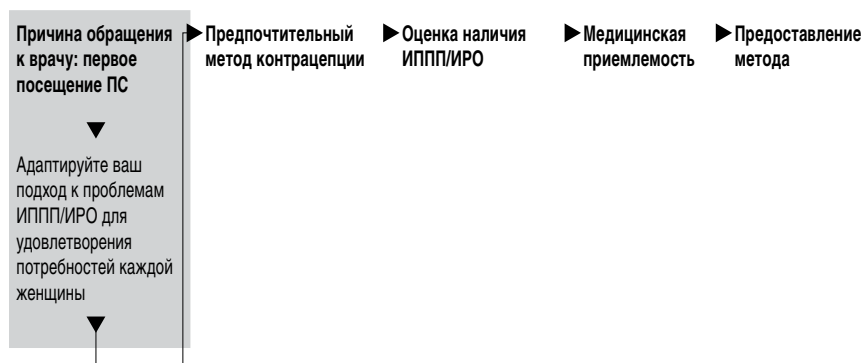 Причина обращения
к врачу: первое
посещение ПС
Адаптируйте ваш
подход к проблемам
ИППП/ИРО для
удовлетворения
потребностей каждой
женщины
Предпочтительный
метод контрацепции
Оценка наличия
ИППП/ИРО
Медицинская
приемлемость
Предоставление
метода